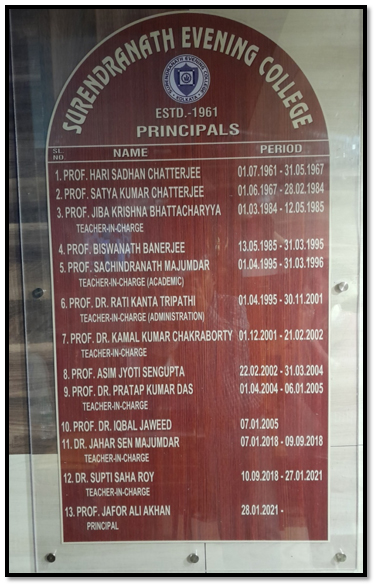 SURENDRANATH EVENING COLLEGE
SURENDRANATH EVENING COLLEGE
KOLKATA
ESTD.-1961
PRINCIPALS
SL. NO. NAME PERIOD
1. PROF. HARI SADHAN CHATTERJEE 01.07.1961 - 31.05.1967
2. PROF. SATYA KUMAR CHATTERJEE 01.06.1967 - 28.02.1984
3. PROF. JIBA KRISHNA BHATTACHARYYA 01.03.1984 - 12.05.1985
TEACHER-IN-CHARGE
4. PROF. BISWANATH BANERJEE 13.05.1985 - 31.03.1995
5. PROF. SACHINDRANATH MAJUMDAR 01.04.1995 - 31.03.1996
TEACHER-IN-CHARGE (ACADEMIC)
6. PROF. DR. RATI KANTA TRIPATHI 01.04.1995 - 30.11.2001
TEACHER-IN-CHARGE (ADMINISTRATION)
7. PROF. DR. KAMAL KUMAR CHAKRABORTY 01.12.2001 - 21.02.2002
TEACHER-IN-CHARGE
8. PROF. ASIM JYOTI SENGUPTA 22.02.2002 - 31.03.2004
9. PROF. DR. PRATAP KUMAR DAS 01.04.2004 - 06.01.2005
TEACHER-IN-CHARGE
10. PROF. DR. IQBAL JAWEED 07.01.2005
11. DR. JAHAR SEN MAJUMDAR 07.01.2018 - 09.09.2018
TEACHER-IN-CHARGE
12. DR. SUPTI SAHA ROY 10.09.2018 - 27.01.2021
TEACHER-IN-CHARGE
13. PROF. JAFOR ALI AKHAN 28.01.2021 -
PRINCIPAL